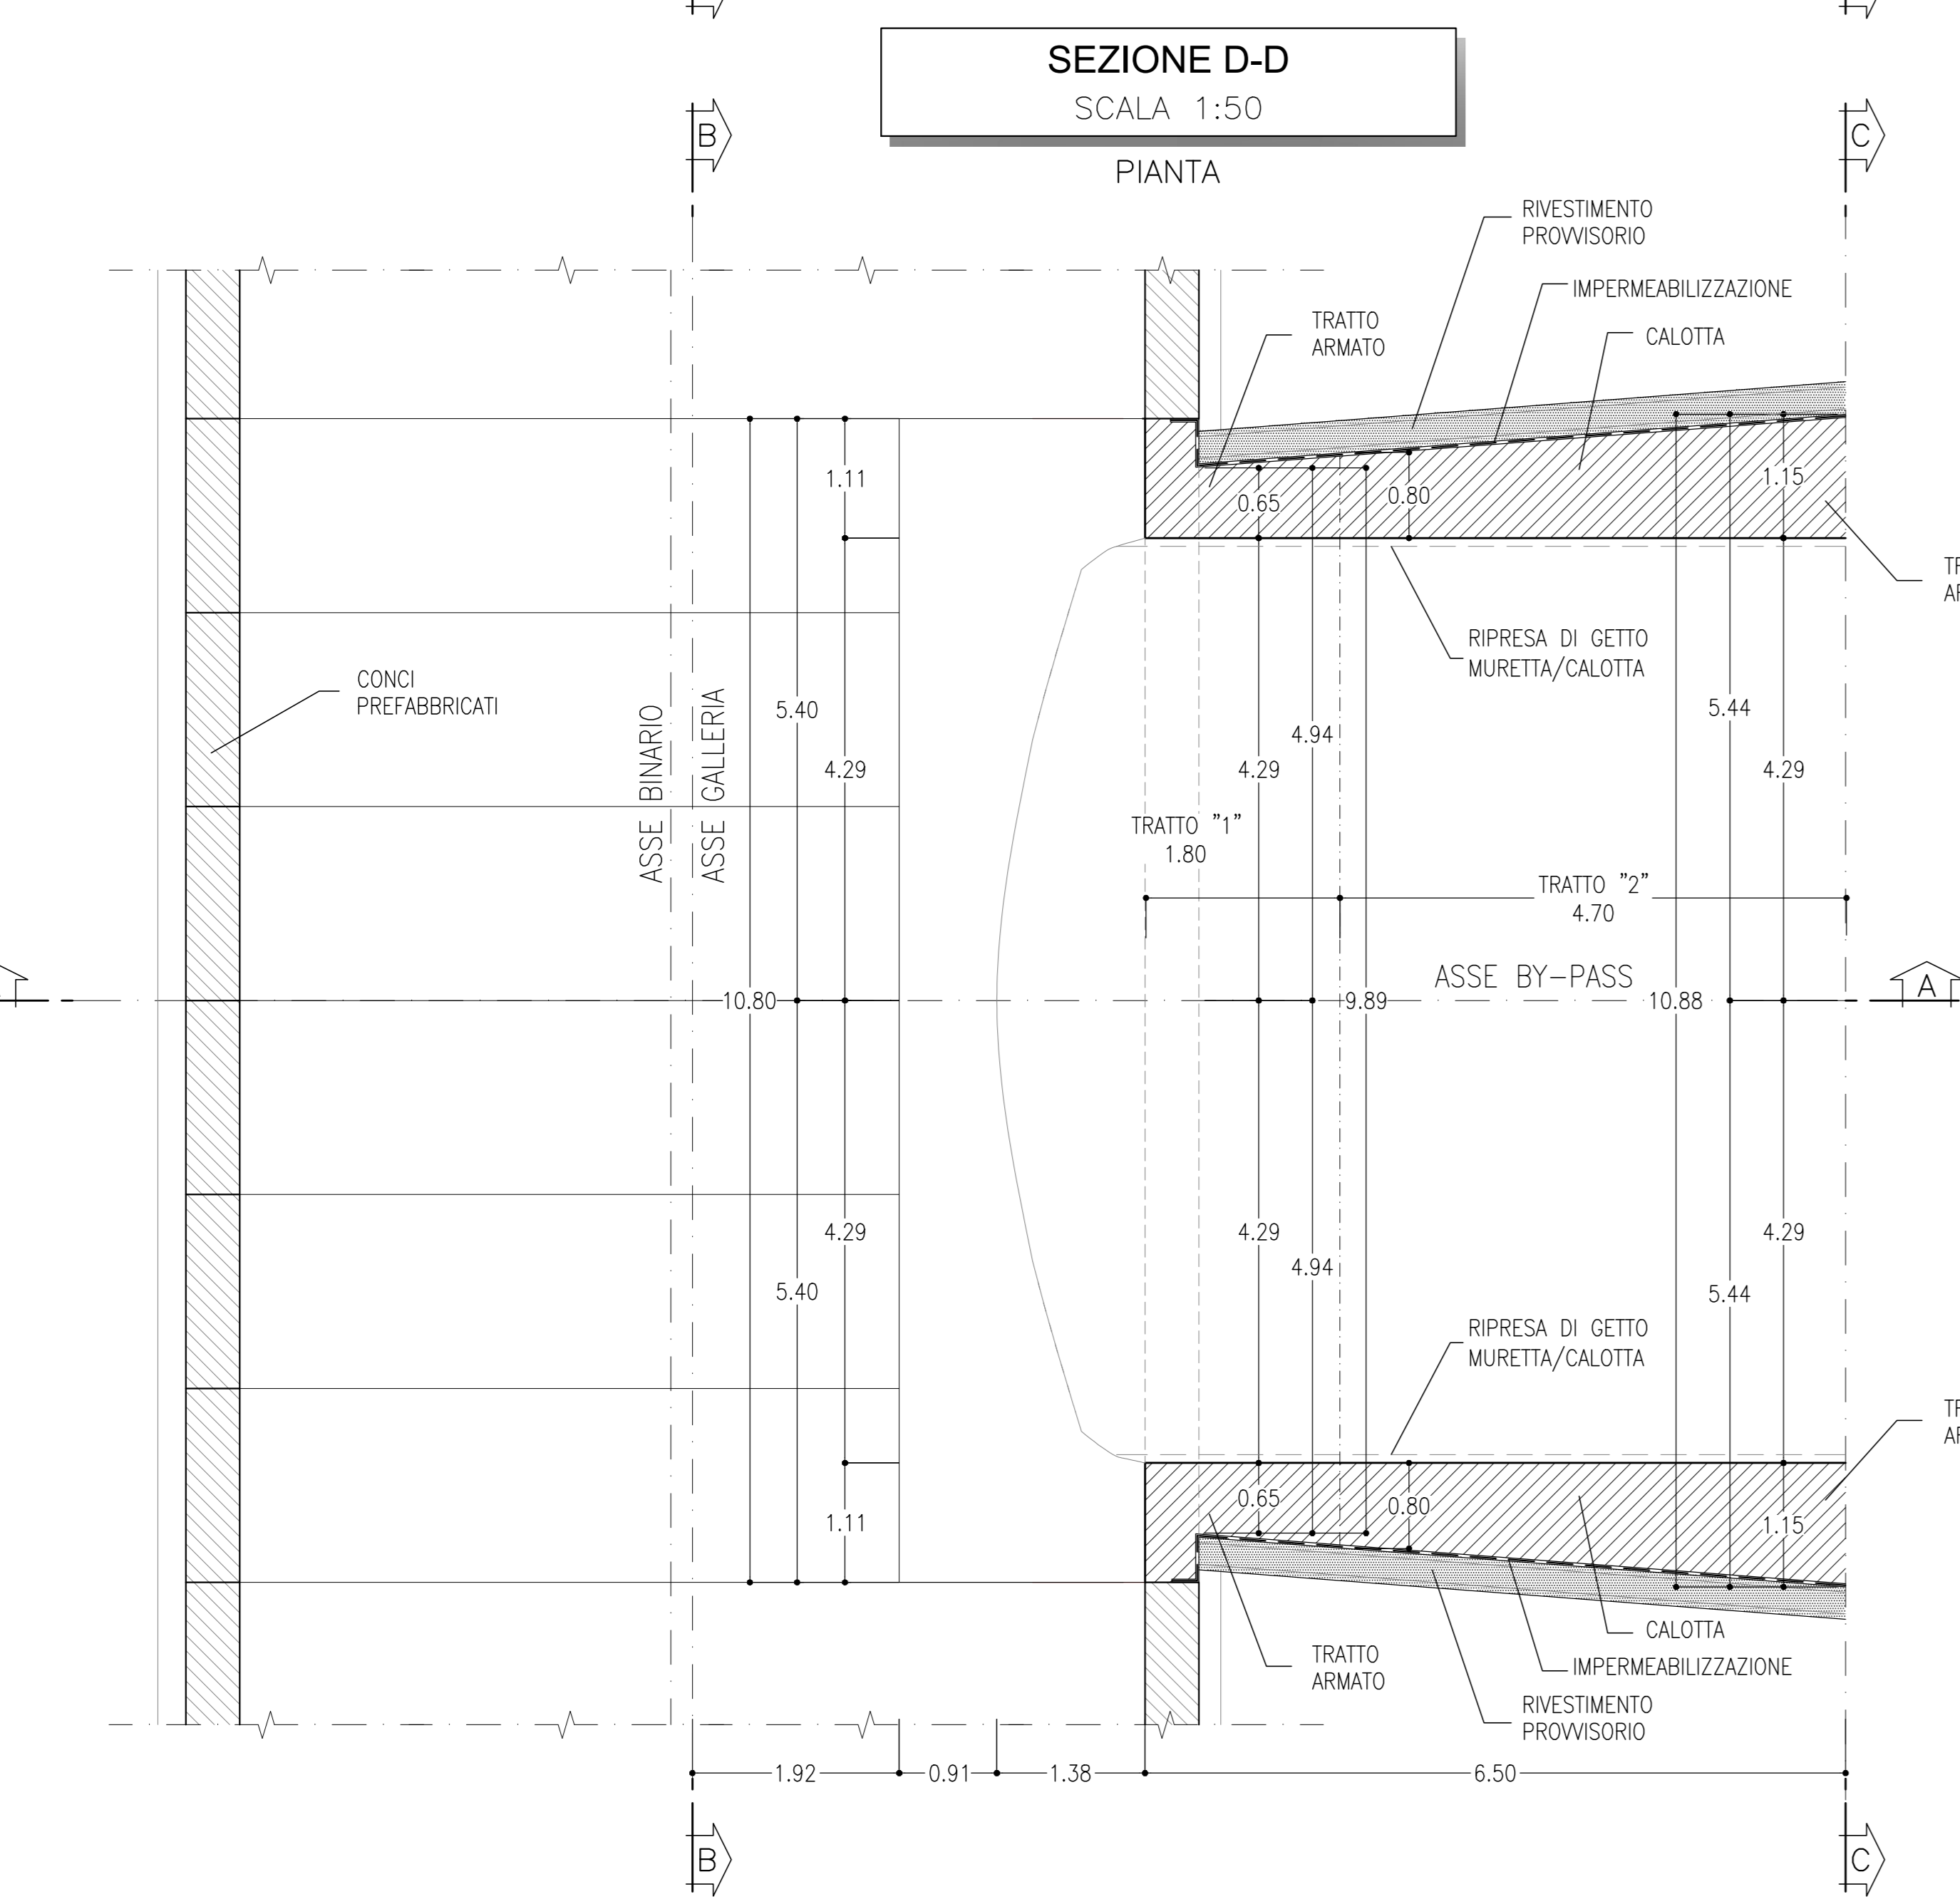 SEZIONE D-D
SCALA 1:50
PIANTA
B
C
RIVESTIMENTO
PROVVISORIO
IMPERMEABILIZZAZIONE
TRATTO
ARMATO
CALOTTA
1.11
0.65
0.80
1.15
RIPRESA DI GETTO
MURETTA/CALOTTA
CONCI
PREFABBRICATI
ASSE BINARIO
ASSE GALLERIA
5.40
4.29
4.94
4.29
5.44
4.29
TRATTO "1"
1.80
TRATTO "2"
4.70
ASSE BY-PASS
10.80
9.89
10.88
A
4.29
5.40
4.29
4.94
5.44
4.29
RIPRESA DI GETTO
MURETTA/CALOTTA
1.11
0.65
0.80
1.15
CALOTTA
TRATTO
ARMATO
IMPERMEABILIZZAZIONE
RIVESTIMENTO
PROVVISORIO
1.92
0.91
1.38
6.50
B
C